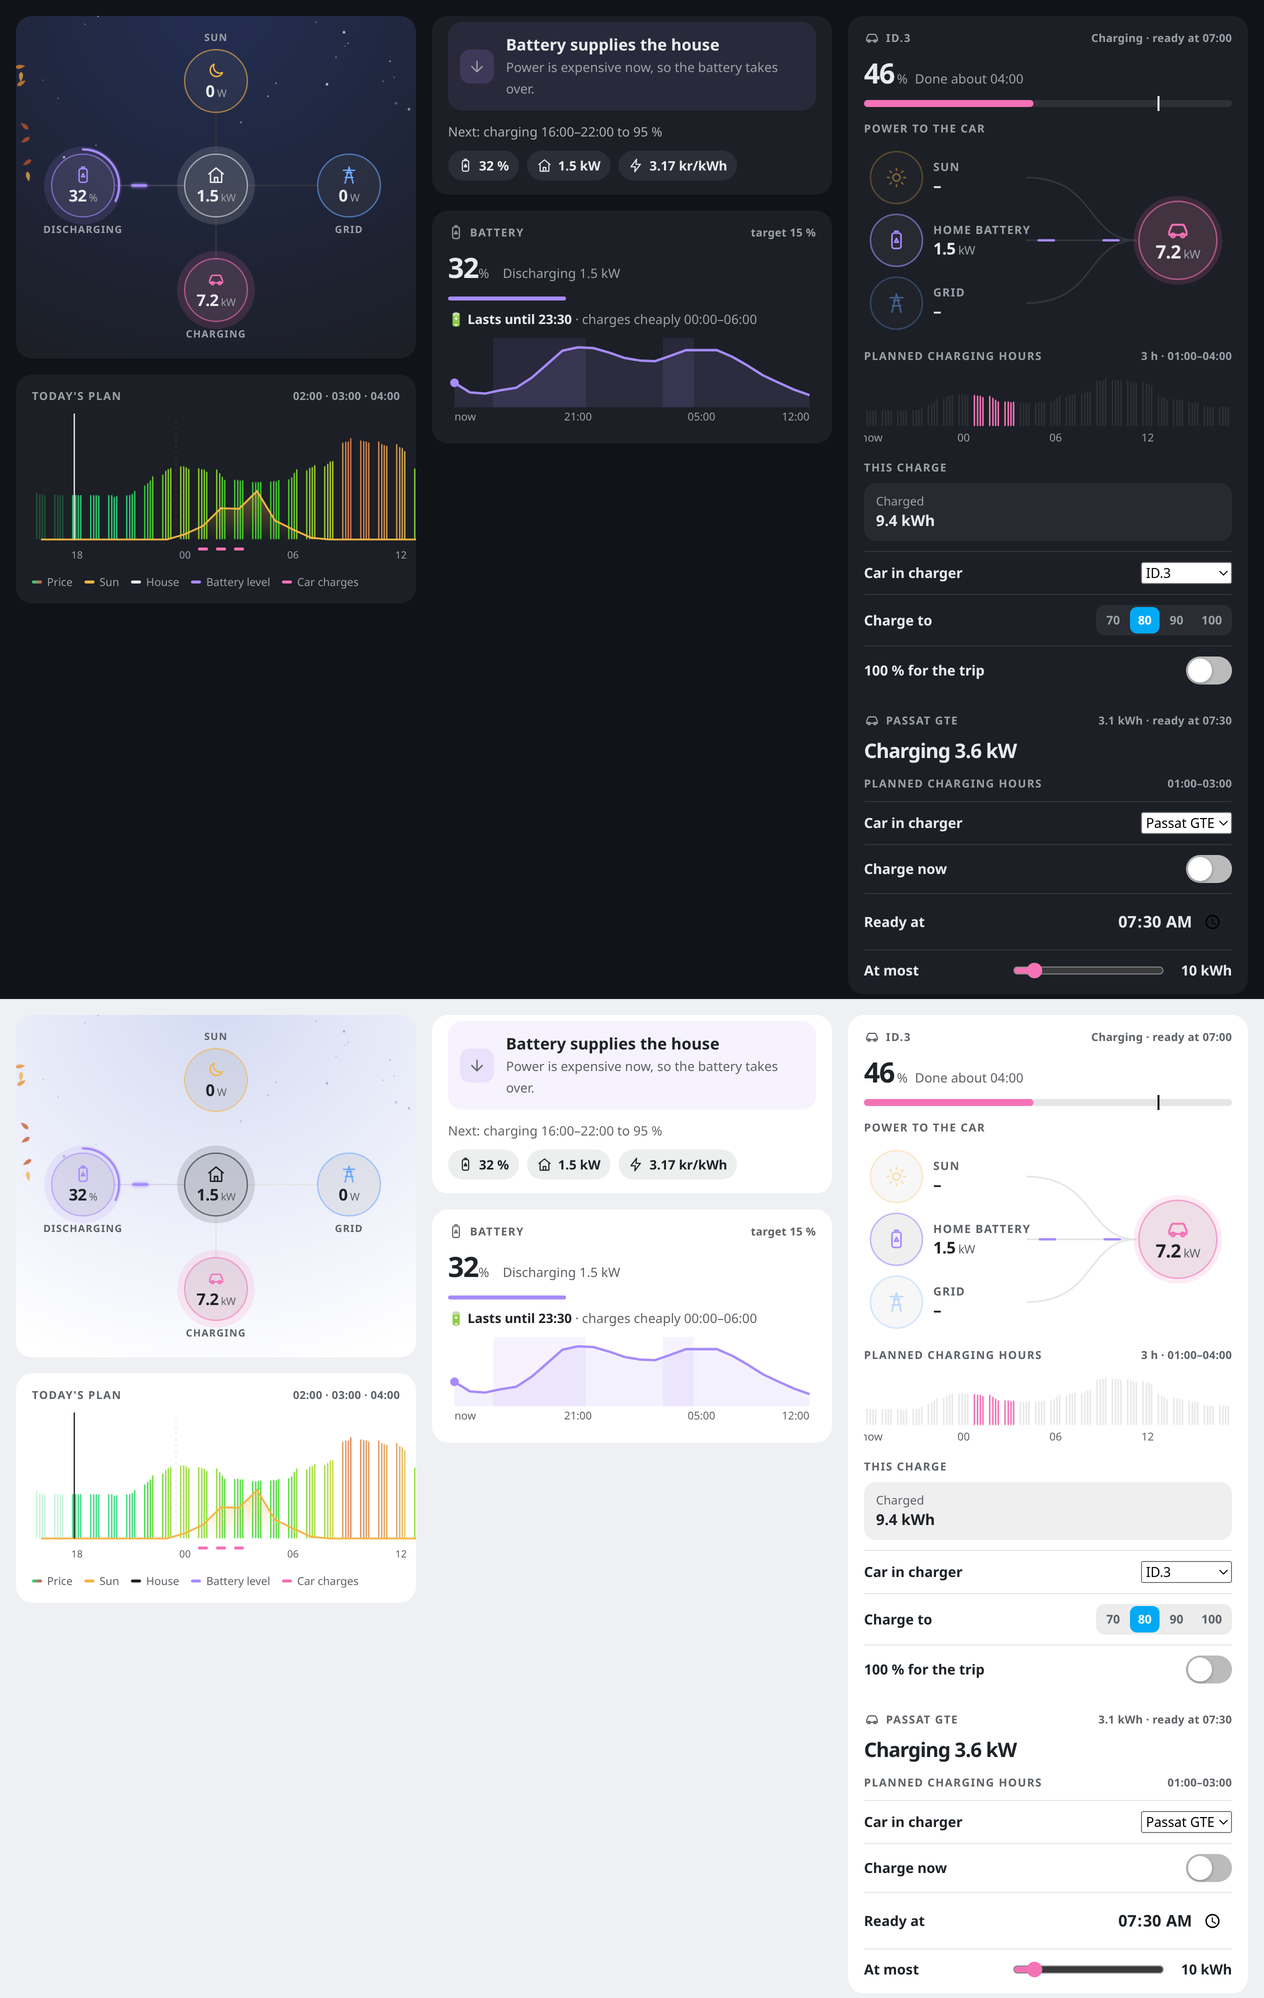 SUN
0 W
32 %
DISCHARGING
1.5 kW
0 W
GRID
7.2 kW
CHARGING
TODAY'S PLAN
02:00 · 03:00 · 04:00
18 00 06 12
Price Sun House Battery level Car charges
Battery supplies the house
Power is expensive now, so the battery takes
over.
Next: charging 16:00–22:00 to 95 %
32 % 1.5 kW 3.17 kr/kWh
BATTERY
target 15 %
32% Discharging 1.5 kW
Lasts until 23:30 · charges cheaply 00:00–06:00
now 21:00 05:00 12:00
ID.3
Charging · ready at 07:00
46 % Done about 04:00
POWER TO THE CAR
SUN
–
HOME BATTERY
1.5 kW
GRID
–
7.2 kW
PLANNED CHARGING HOURS
3 h · 01:00–04:00
now 00 06 12
THIS CHARGE
Charged
9.4 kWh
Car in charger
ID.3
Charge to
70 80 90 100
100 % for the trip
PASSAT GTE
3.1 kWh · ready at 07:30
Charging 3.6 kW
PLANNED CHARGING HOURS
01:00–03:00
Car in charger
Passat GTE
Charge now
Ready at
07:30 AM
At most
10 kWh
SUN
0 W
32 %
DISCHARGING
1.5 kW
0 W
GRID
7.2 kW
CHARGING
TODAY'S PLAN
02:00 · 03:00 · 04:00
18 00 06 12
Price Sun House Battery level Car charges
Battery supplies the house
Power is expensive now, so the battery takes
over.
Next: charging 16:00–22:00 to 95 %
32 % 1.5 kW 3.17 kr/kWh
BATTERY
target 15 %
32% Discharging 1.5 kW
Lasts until 23:30 · charges cheaply 00:00–06:00
now 21:00 05:00 12:00
ID.3
Charging · ready at 07:00
46 % Done about 04:00
POWER TO THE CAR
SUN
–
HOME BATTERY
1.5 kW
GRID
–
7.2 kW
PLANNED CHARGING HOURS
3 h · 01:00–04:00
now 00 06 12
THIS CHARGE
Charged
9.4 kWh
Car in charger
ID.3
Charge to
70 80 90 100
100 % for the trip
PASSAT GTE
3.1 kWh · ready at 07:30
Charging 3.6 kW
PLANNED CHARGING HOURS
01:00–03:00
Car in charger
Passat GTE
Charge now
Ready at
07:30 AM
At most
10 kWh